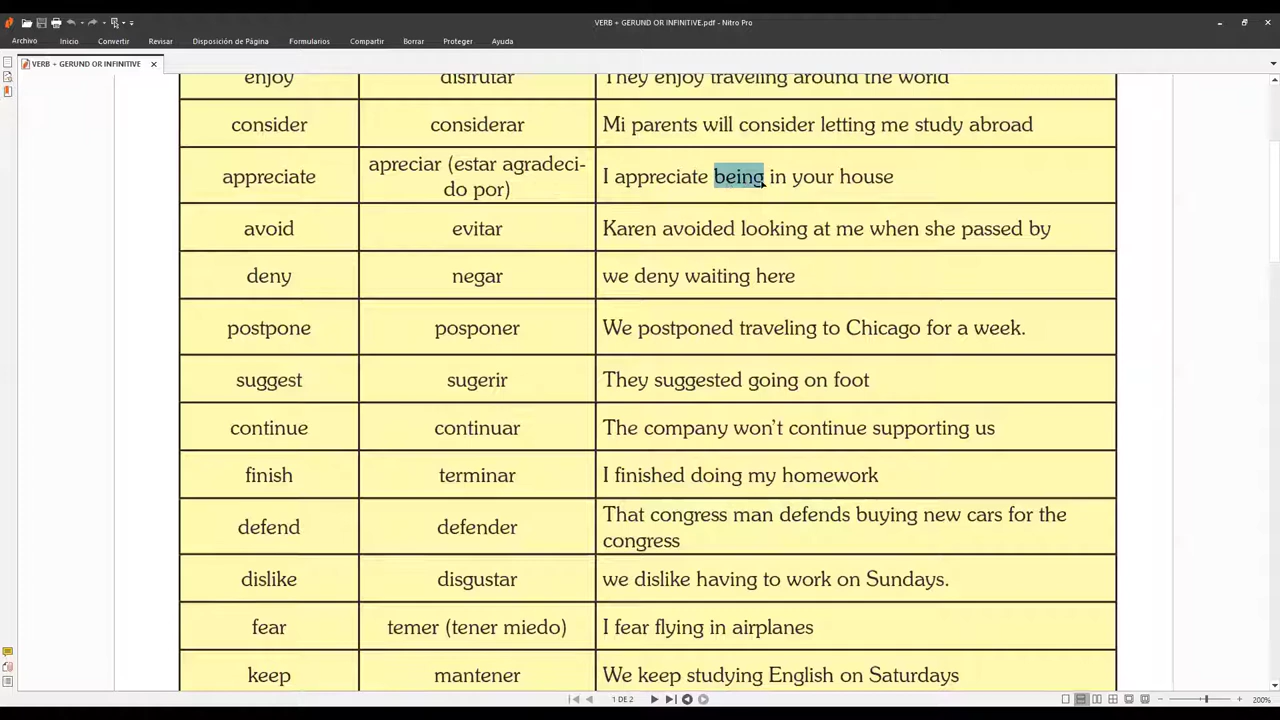 VERB + GERUND OR INFINITIVE.pdf - Nitro Pro
Archivo Inicio Convertir Revisar Disposición de Página Formularios Compartir Borrar Proteger Ayuda
VERB + GERUND OR INFINITIVE
enjoy disfrutar They enjoy traveling around the world
consider considerar Mi parents will consider letting me study abroad
appreciate apreciar (estar agradeci-
do por) I appreciate being in your house
avoid evitar Karen avoided looking at me when she passed by
deny negar we deny waiting here
postpone posponer We postponed traveling to Chicago for a week.
suggest sugerir They suggested going on foot
continue continuar The company won't continue supporting us
finish terminar I finished doing my homework
defend defender That congress man defends buying new cars for the
congress
dislike disgustar we dislike having to work on Sundays.
fear temer (tener miedo) I fear flying in airplanes
keep mantener We keep studying English on Saturdays
1 DE 2
200%